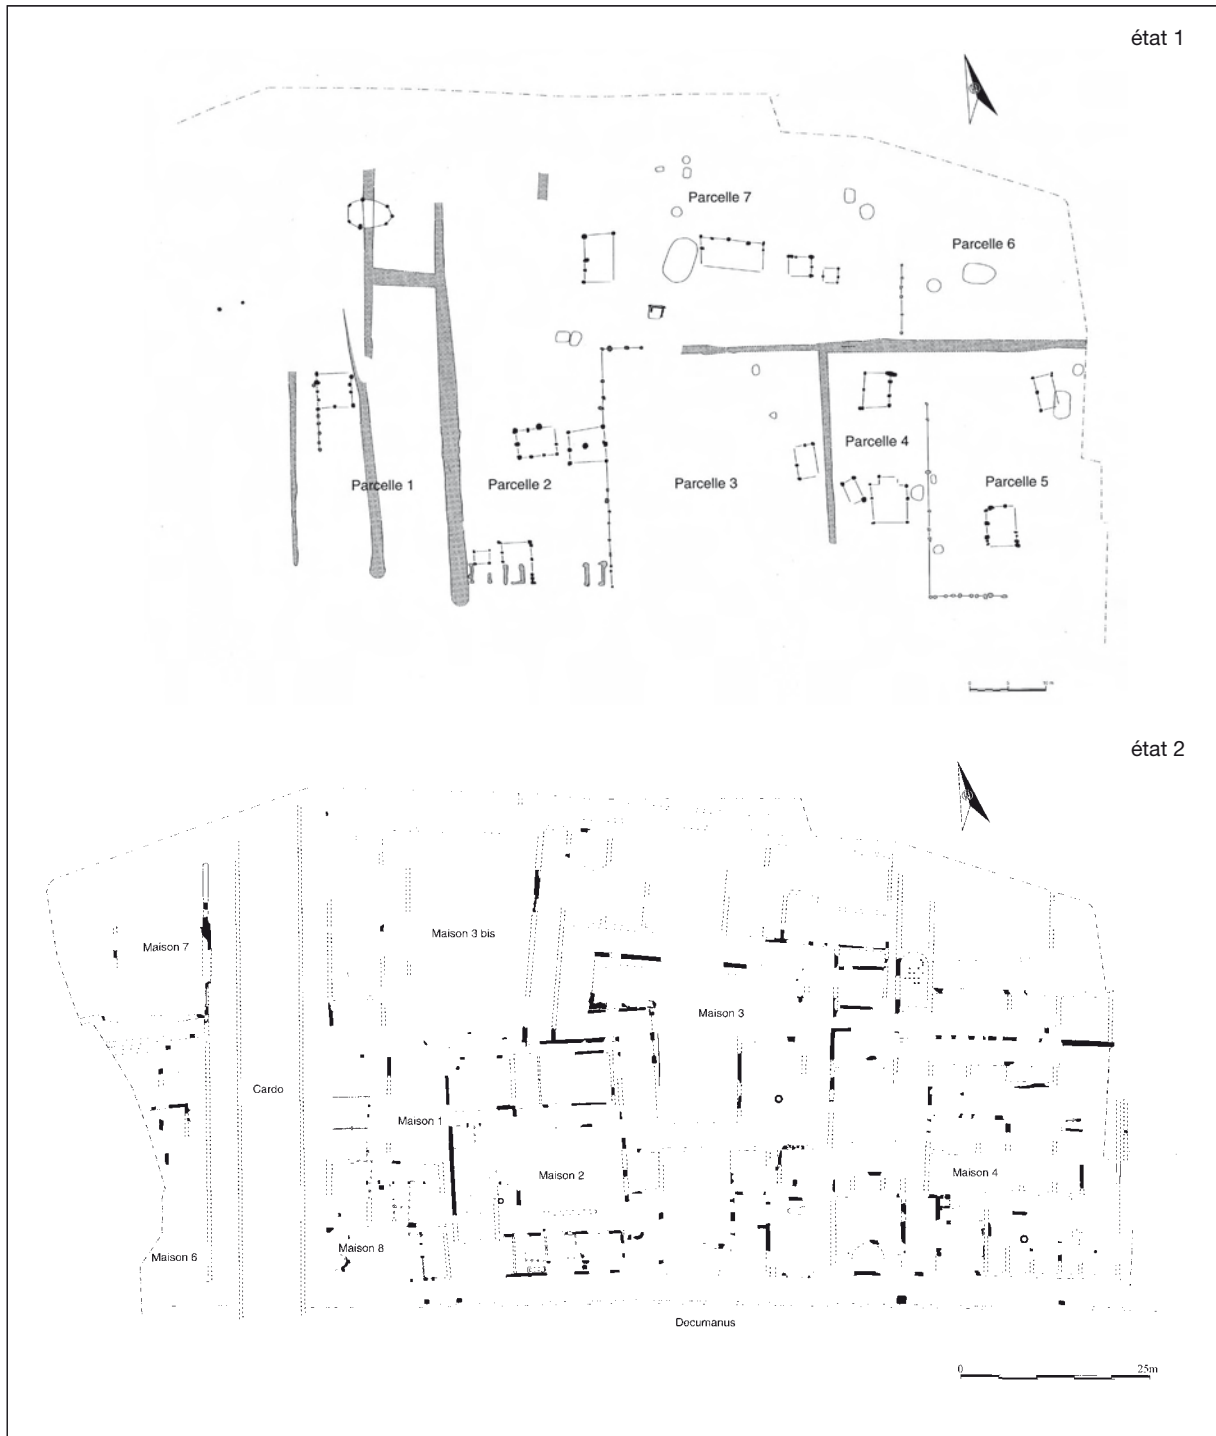 état 1
Parcelle 7
Parcelle 6
Parcelle 4
Parcelle 1
Parcelle 2
Parcelle 3
Parcelle 5
état 2
Maison 7
Maison 3 bis
Maison 3
Cardo
Maison 1
Maison 2
Maison 4
Maison 8
Maison 6
Documanus
0 25m